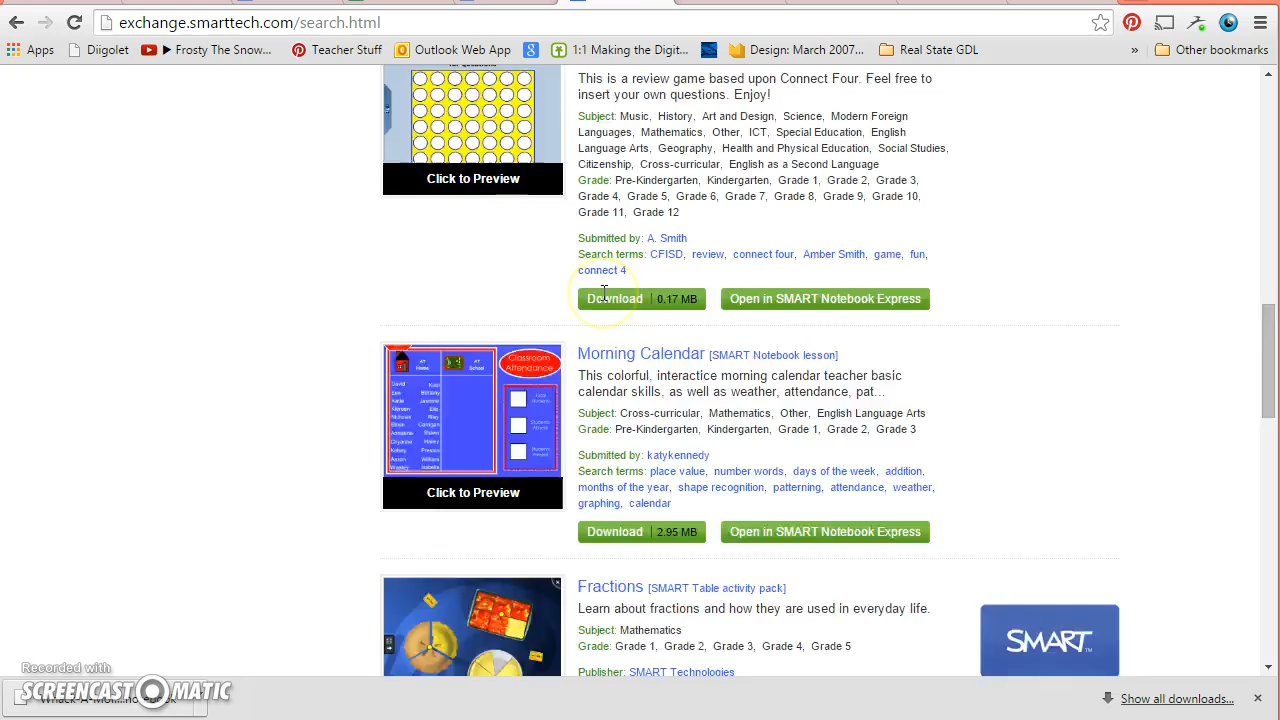 exchange.smarttech.com/search.html
Apps Diigolet ▶ Frosty The Snow... Teacher Stuff Outlook Web App 1:1 Making the Digit... Design: March 2007... Real State GDL » Other bookmarks
This is a review game based upon Connect Four. Feel free to
insert your own questions. Enjoy!
Subject: Music, History, Art and Design, Science, Modern Foreign
Languages, Mathematics, Other, ICT, Special Education, English
Language Arts, Geography, Health and Physical Education, Social Studies,
Citizenship, Cross-curricular, English as a Second Language
Click to Preview
Grade: Pre-Kindergarten, Kindergarten, Grade 1, Grade 2, Grade 3,
Grade 4, Grade 5, Grade 6, Grade 7, Grade 8, Grade 9, Grade 10,
Grade 11, Grade 12
Submitted by: A. Smith
Search terms: CFISD, review, connect four, Amber Smith, game, fun,
connect 4
Download 0.17 MB Open in SMART Notebook Express
Classroom
Attendance
At Home
At School
Morning Calendar [SMART Notebook lesson]
This colorful, interactice morning calendar teacher basic
calendar skills, as well as weather, attendance, pat...
Subject: Cross-curricular, Mathematics, Other, English Language Arts
Grade: Pre-Kindergarten, Kindergarten, Grade 1, Grade 2, Grade 3
Submitted by: katykennedy
Search terms: place value, number words, days of the week, addition,
months of the year, shape recognition, patterning, attendance, weather,
graphing, calendar
Click to Preview
Download 2.95 MB Open in SMART Notebook Express
Fractions [SMART Table activity pack]
Learn about fractions and how they are used in everyday life.
Subject: Mathematics
Grade: Grade 1, Grade 2, Grade 3, Grade 4, Grade 5
Publisher: SMART Technologies
SMART™
Recorded with
SCREENCAST-O-MATIC
Show all downloads...